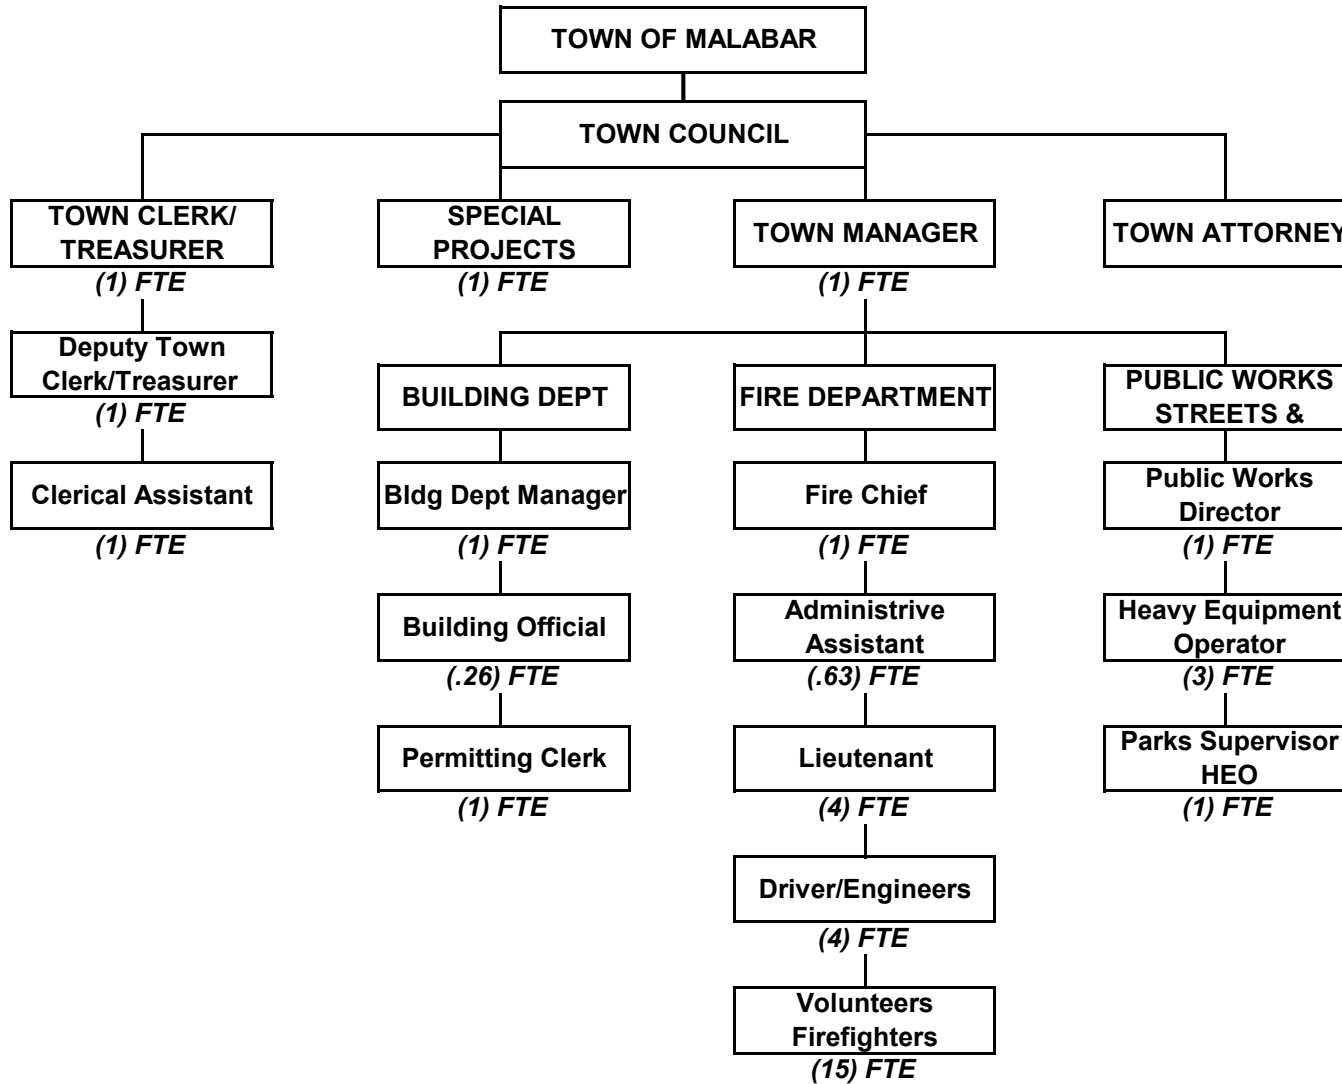 TOWN OF MALABAR
TOWN COUNCIL
TOWN CLERK/
TREASURER
(1) FTE
SPECIAL
PROJECTS
(1) FTE
TOWN MANAGER
(1) FTE
TOWN ATTORNEY
Deputy Town
Clerk/Treasurer
(1) FTE
Clerical Assistant
(1) FTE
BUILDING DEPT
Bldg Dept Manager
(1) FTE
Building Official
(.26) FTE
Permitting Clerk
(1) FTE
FIRE DEPARTMENT
Fire Chief
(1) FTE
Administrive
Assistant
(.63) FTE
Lieutenant
(4) FTE
Driver/Engineers
(4) FTE
Volunteers
Firefighters
(15) FTE
PUBLIC WORKS
STREETS &
Public Works
Director
(1) FTE
Heavy Equipment
Operator
(3) FTE
Parks Supervisor
HEO
(1) FTE